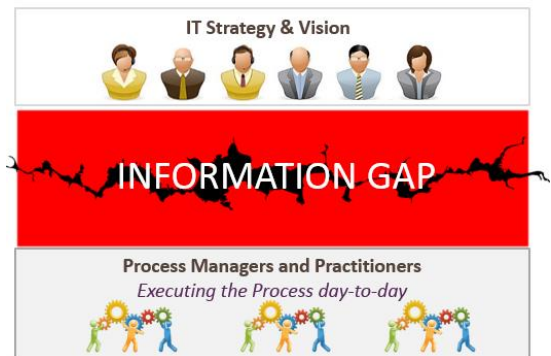 IT Strategy & Vision
INFORMATION GAP
Process Managers and Practitioners
Executing the Process day-to-day